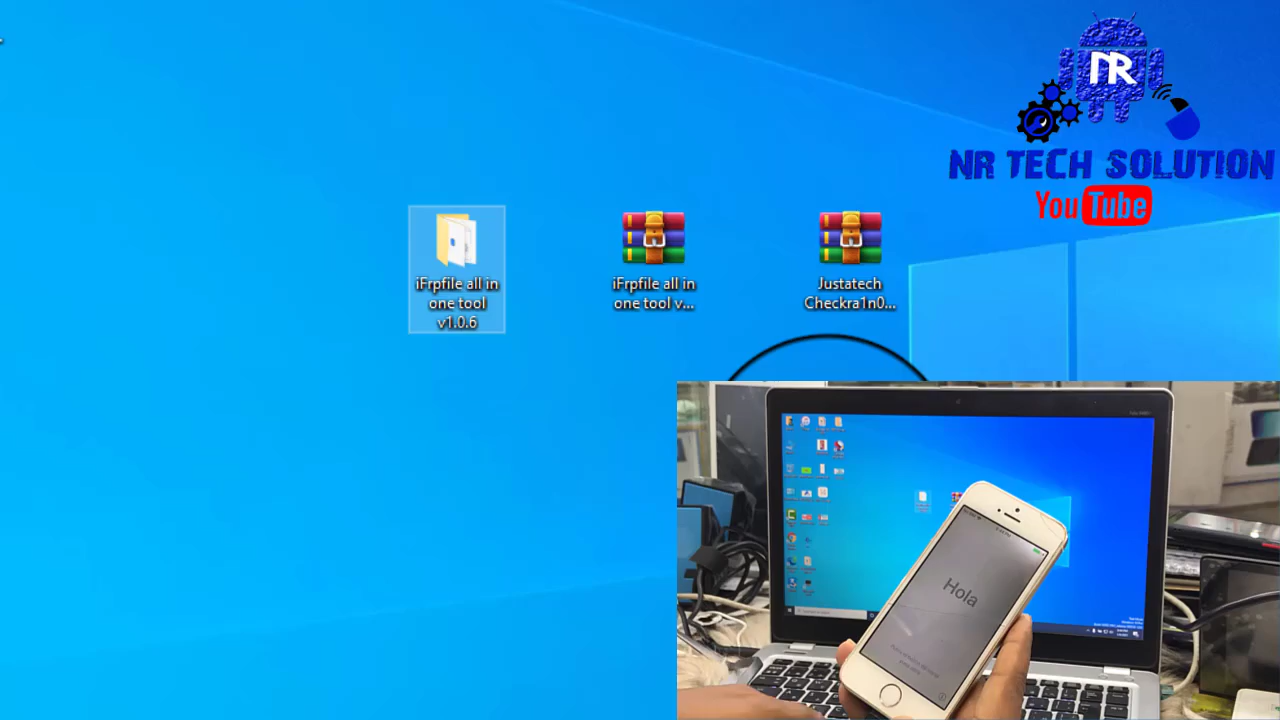 NR
NR TECH SOLUTION
YouTube
iFrpfile all in
one tool
v1.0.6
iFrpfile all in
one tool v...
Justatech
Checkra1n0...
Hola